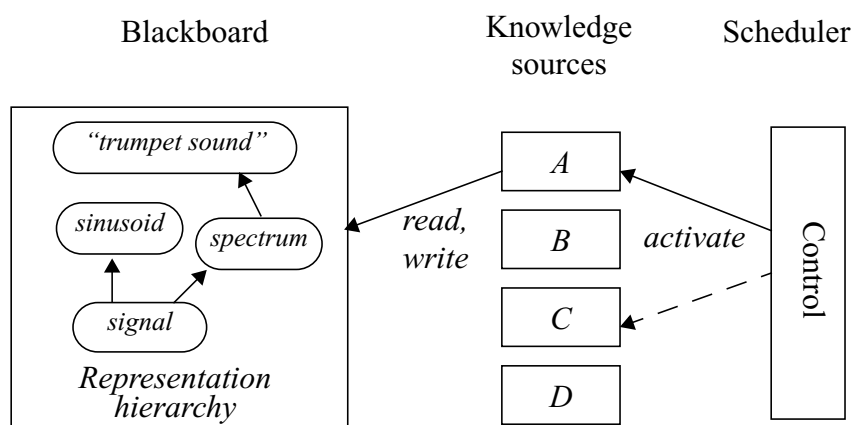 Blackboard
Knowledge
sources
Scheduler
“trumpet sound”
sinusoid
spectrum
signal
Representation
hierarchy
read,
write
A
B
C
D
activate
Control